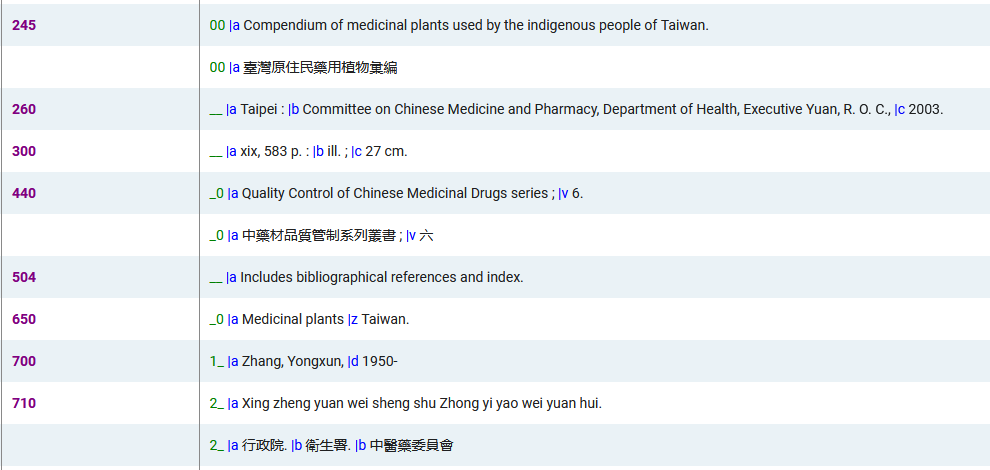 245 00 |a Compendium of medicinal plants used by the indigenous people of Taiwan.
00 |a 臺灣原住民藥用植物彙編
260 __ |a Taipei : |b Committee on Chinese Medicine and Pharmacy, Department of Health, Executive Yuan, R. O. C., |c 2003.
300 __ |a xix, 583 p. : |b ill. ; |c 27 cm.
440 _0 |a Quality Control of Chinese Medicinal Drugs series ; |v 6.
_0 |a 中藥材品質管制系列叢書 ; |v 六
504 __ |a Includes bibliographical references and index.
650 _0 |a Medicinal plants |z Taiwan.
700 1_ |a Zhang, Yongxun, |d 1950-
710 2_ |a Xing zheng yuan wei sheng shu Zhong yi yao wei yuan hui.
2_ |a 行政院. |b 衛生署. |b 中醫藥委員會